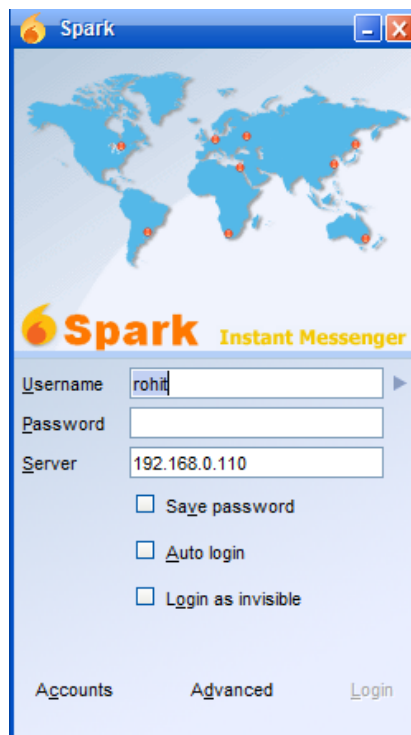 Spark
Spark Instant Messenger
Username rohit
Password
Server 192.168.0.110
Save password
Auto login
Login as invisible
Accounts Advanced Login